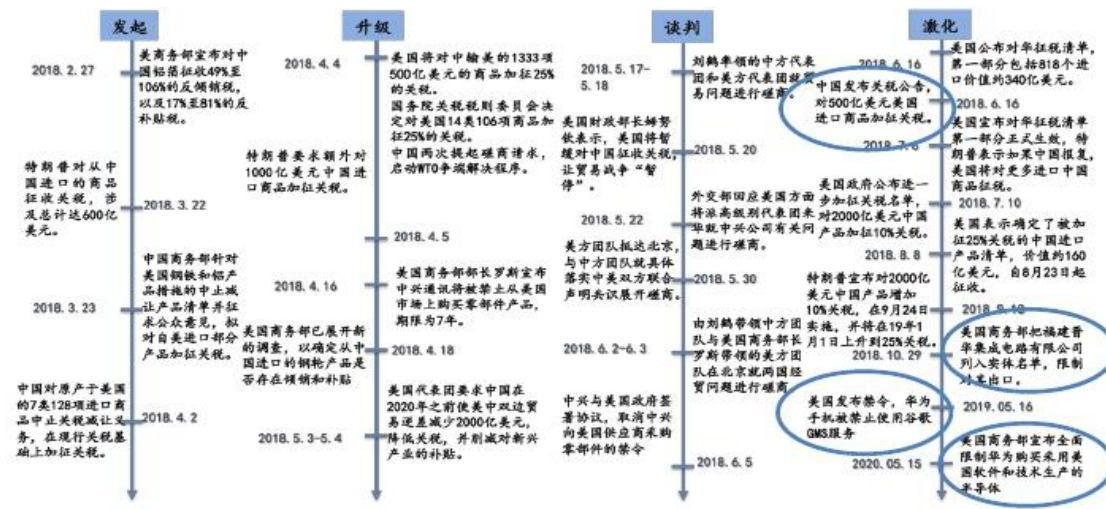 发起
2018.2.27
美商务部宣布对中
国铝箔征收49%至
106%的反倾销税，
以及17%至81%的反
补贴税。
特朗普对从中
国进口的商品
征收关税，涉
及总计达600亿
美元。
2018.3.22
中国商务部针对
美国钢铁和铝产
品措施的中止减
让产品清单并征
求公众意见，拟
对自美进口部分
产品加征关税。
2018.3.23
中国对原产于美国
的7类128项进口商
品中止关税减让义
务，在现行关税基
础上加征关税。
2018.4.2
升级
2018.4.4
美国将对中输美的1333项
500亿美元的商品加征25%
的关税。
国务院关税税则委员会决
定对美国14类106项商品加
征25%的关税。
中国两次提起磋商请求，
启动WTO争端解决程序。
特朗普要求额外对
1000亿美元中国进
口商品加征关税。
2018.4.5
2018.4.16
美国商务部部长罗斯宣布
中兴通讯将被禁止从美国
市场上购买零部件产品，
期限为7年。
美国商务部已展开新
的调查，以确定从中
国进口的钢轮产品是
否存在倾销和补贴
2018.4.18
美国代表团要求中国在
2020年之前使美中双边贸
易逆差减少2000亿美元，
降低关税，并削减对新兴
产业的补贴。
2018.5.3-5.4
谈判
2018.5.17-
5.18
刘鹤率领的中方代表
团和美方代表团就贸
易问题进行磋商。
美国财政部长姆努
钦表示，美国将暂
缓对中国征收关税，
让贸易战争“暂
停”。
2018.5.20
外交部回应美国方面
将派高级别代表团来
华就中兴公司有关问
题进行磋商。
2018.5.22
美方团队抵达北京，
与中方团队就具体
落实中美双方联合
声明共识展开磋商。
2018.5.30
由刘鹤带领中方团
队与美国商务部长
罗斯带领的美方团
队在北京就两国经
贸问题进行磋商。
2018.6.2-6.3
中兴与美国政府签
署协议，取消中兴
向美国供应商采购
零部件的禁令
2018.6.5
激化
美国公布对华征税清单，
第一部分包括818个进
口价值约340亿美元。
2018.6.16
中国发布关税公告，
对500亿美元美国
进口商品加征关税。
2018.6.16
美国宣布对华征税清单
第一部分正式生效，特
朗普表示如果中国报复，
美国将对更多进口中国
商品征税。
2018.7.6
美国政府公布进一
步加征关税名单，
对2000亿美元中国
产品加征10%关税。
2018.7.10
美国表示确定了被加
征25%关税的中国进口
产品清单，价值约160
亿美元，自8月23日起
征收。
2018.8.8
特朗普宣布对2000亿
美元中国产品增加
10%关税，在9月24日
实施，并将在19年1
月1日上升到25%关税。
美国商务部把福建晋
华集成电路有限公司
列入实体名单，限制
对其出口。
2018.10.29
美国发布禁令，华为
手机被禁止使用谷歌
GMS服务
2019.05.16
美国商务部宣布全面
限制华为购买采用美
国软件和技术生产的
半导体
2020.05.15